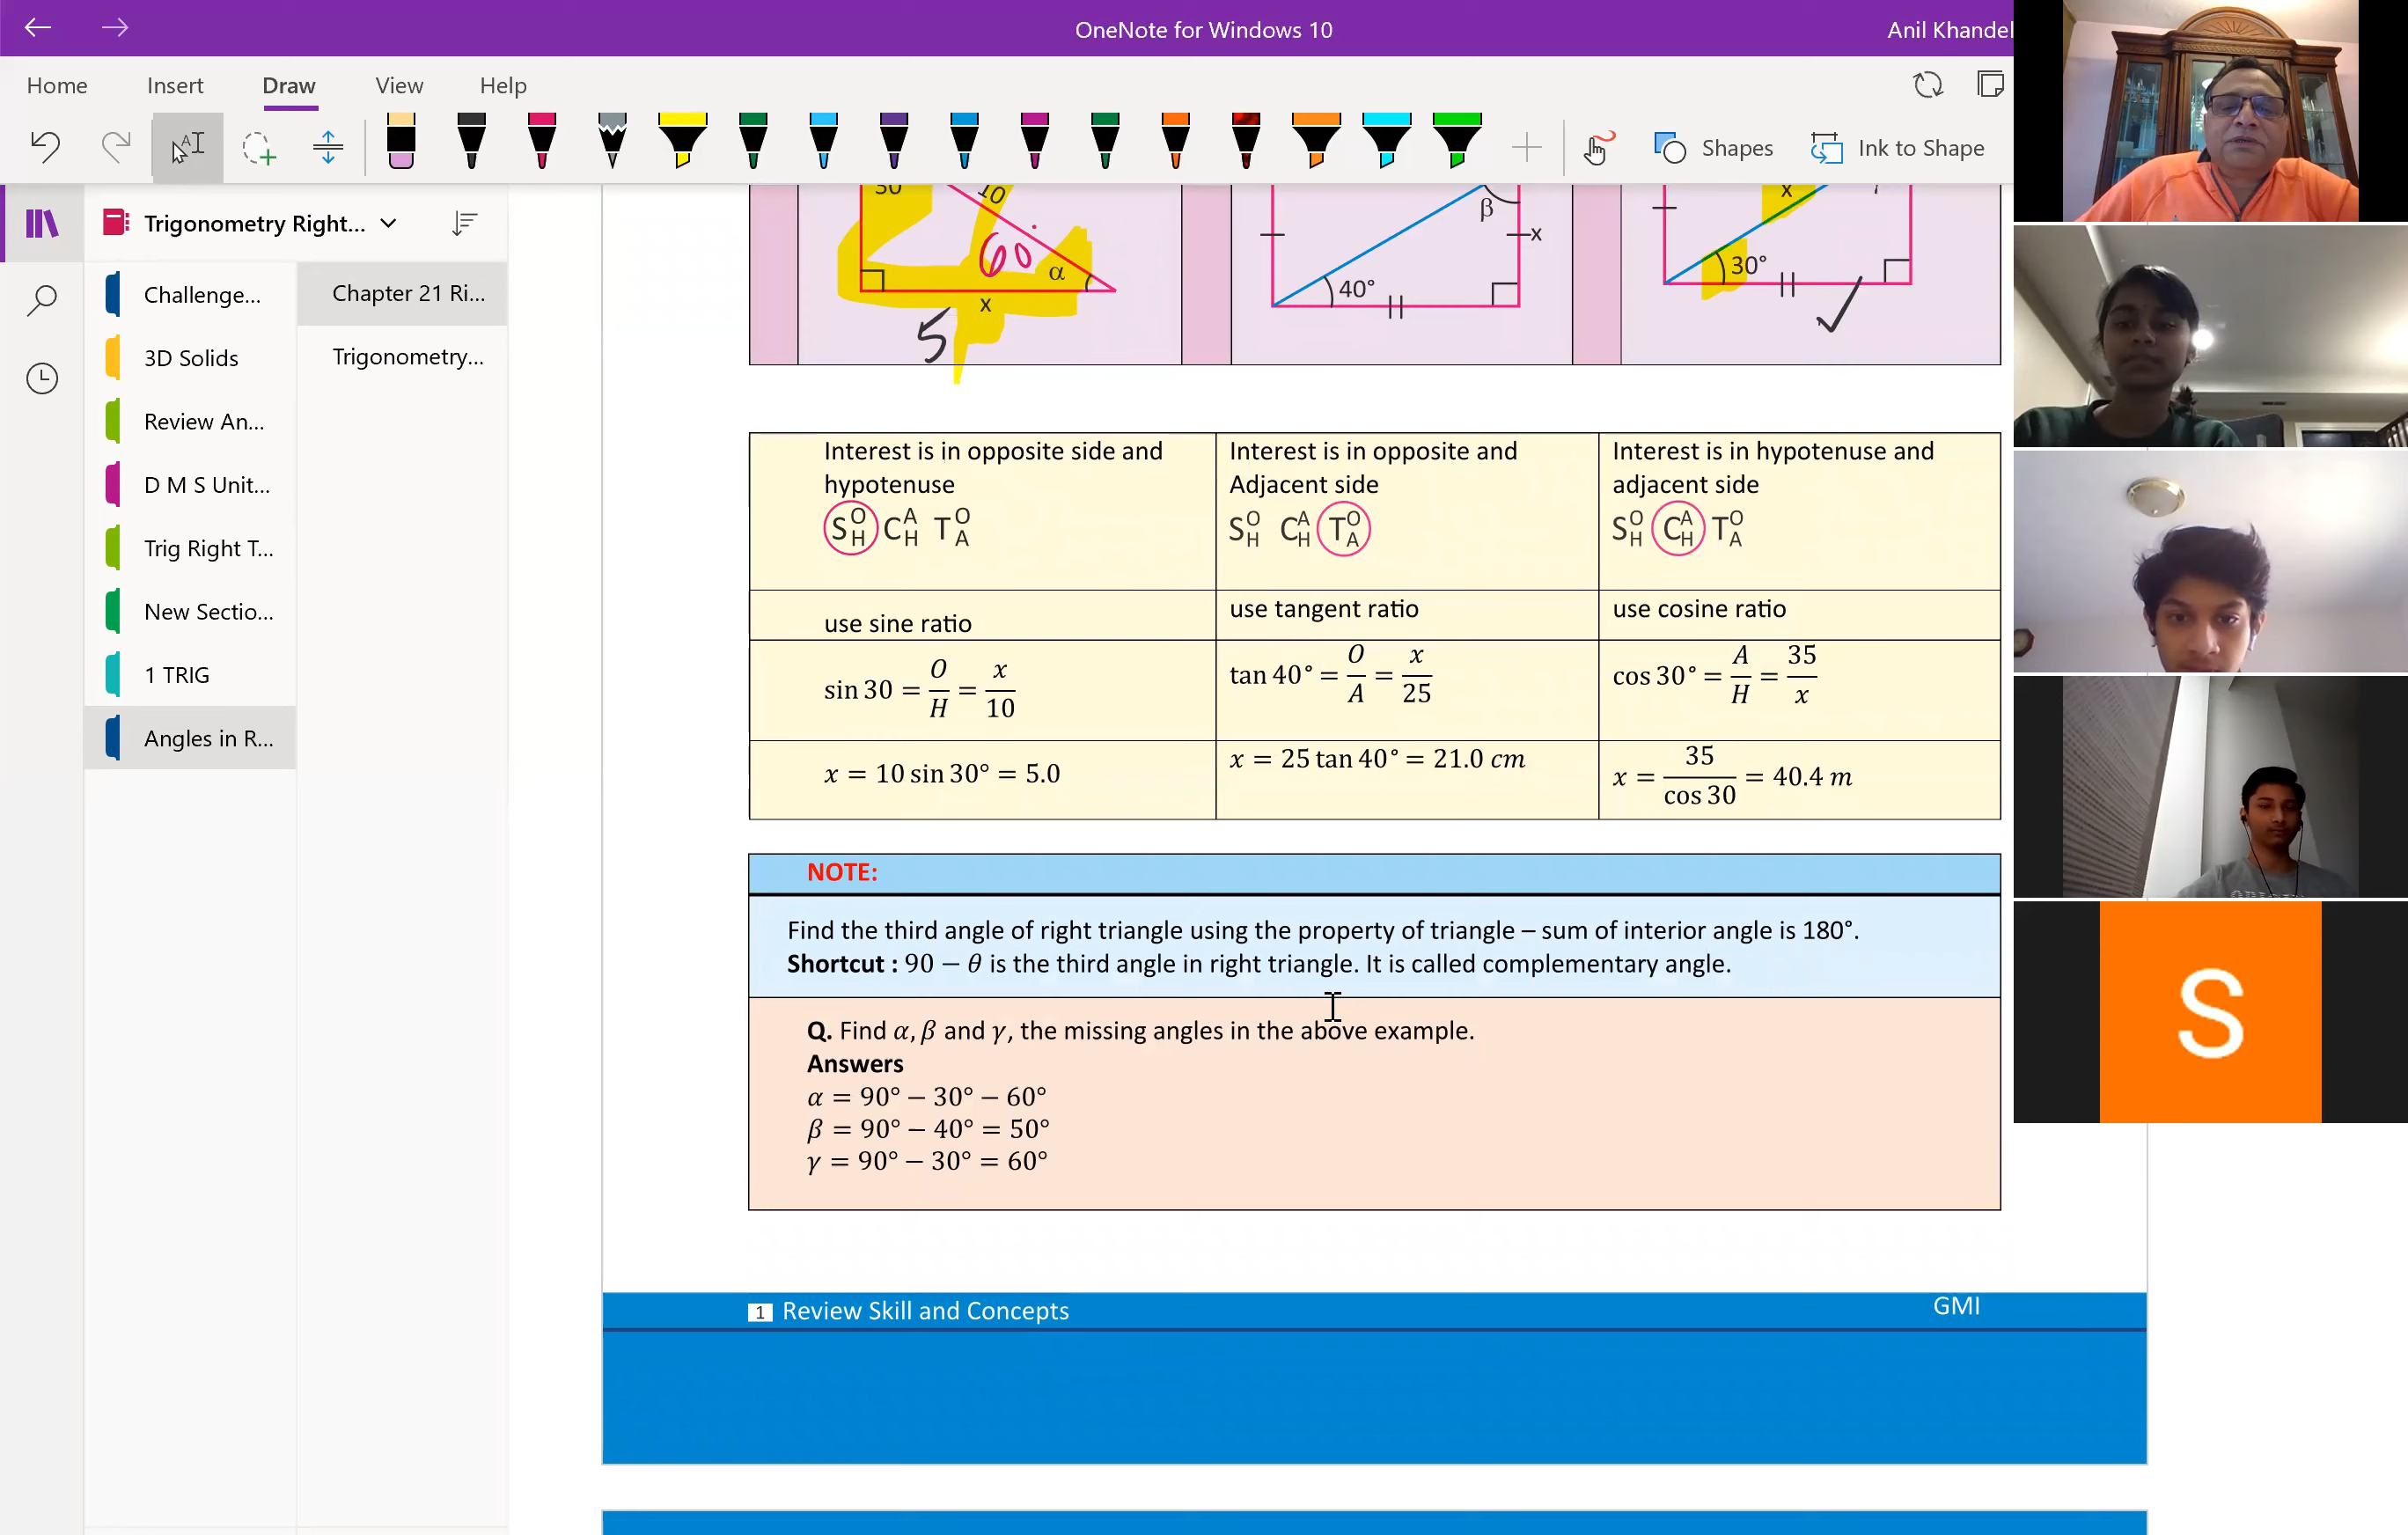 OneNote for Windows 10
Anil Khandel
Home Insert Draw View Help
Shapes Ink to Shape
Trigonometry Right...
Challenge...
3D Solids
Review An...
D M S Unit...
Trig Right T...
New Sectio...
1 TRIG
Angles in R...
Chapter 21 Ri...
Trigonometry...
30 10 60° α x 5
β x 40°
x 30°
Interest is in opposite side and
hypotenuse
S O H C A H T O A
use sine ratio
sin 30 = O/H = x/10
x = 10 sin 30° = 5.0
Interest is in opposite and
Adjacent side
S O H C A H T O A
use tangent ratio
tan 40° = O/A = x/25
x = 25 tan 40° = 21.0 cm
Interest is in hypotenuse and
adjacent side
S O H C A H T O A
use cosine ratio
cos 30° = A/H = 35/x
x = 35/cos 30 = 40.4 m
NOTE:
Find the third angle of right triangle using the property of triangle – sum of interior angle is 180°.
Shortcut : 90 − θ is the third angle in right triangle. It is called complementary angle.
Q. Find α, β and γ, the missing angles in the above example.
Answers
α = 90° − 30° − 60°
β = 90° − 40° = 50°
γ = 90° − 30° = 60°
1 Review Skill and Concepts
GMI
S